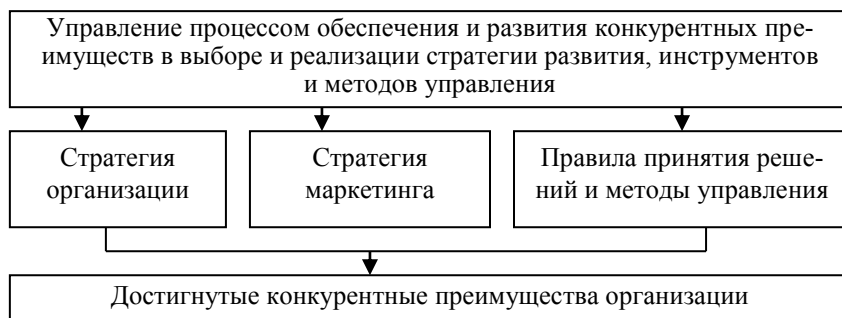 Управление процессом обеспечения и развития конкурентных пре-
имуществ в выборе и реализации стратегии развития, инструментов
и методов управления
Стратегия
организации
Стратегия
маркетинга
Правила принятия реше-
ний и методы управления
Достигнутые конкурентные преимущества организации